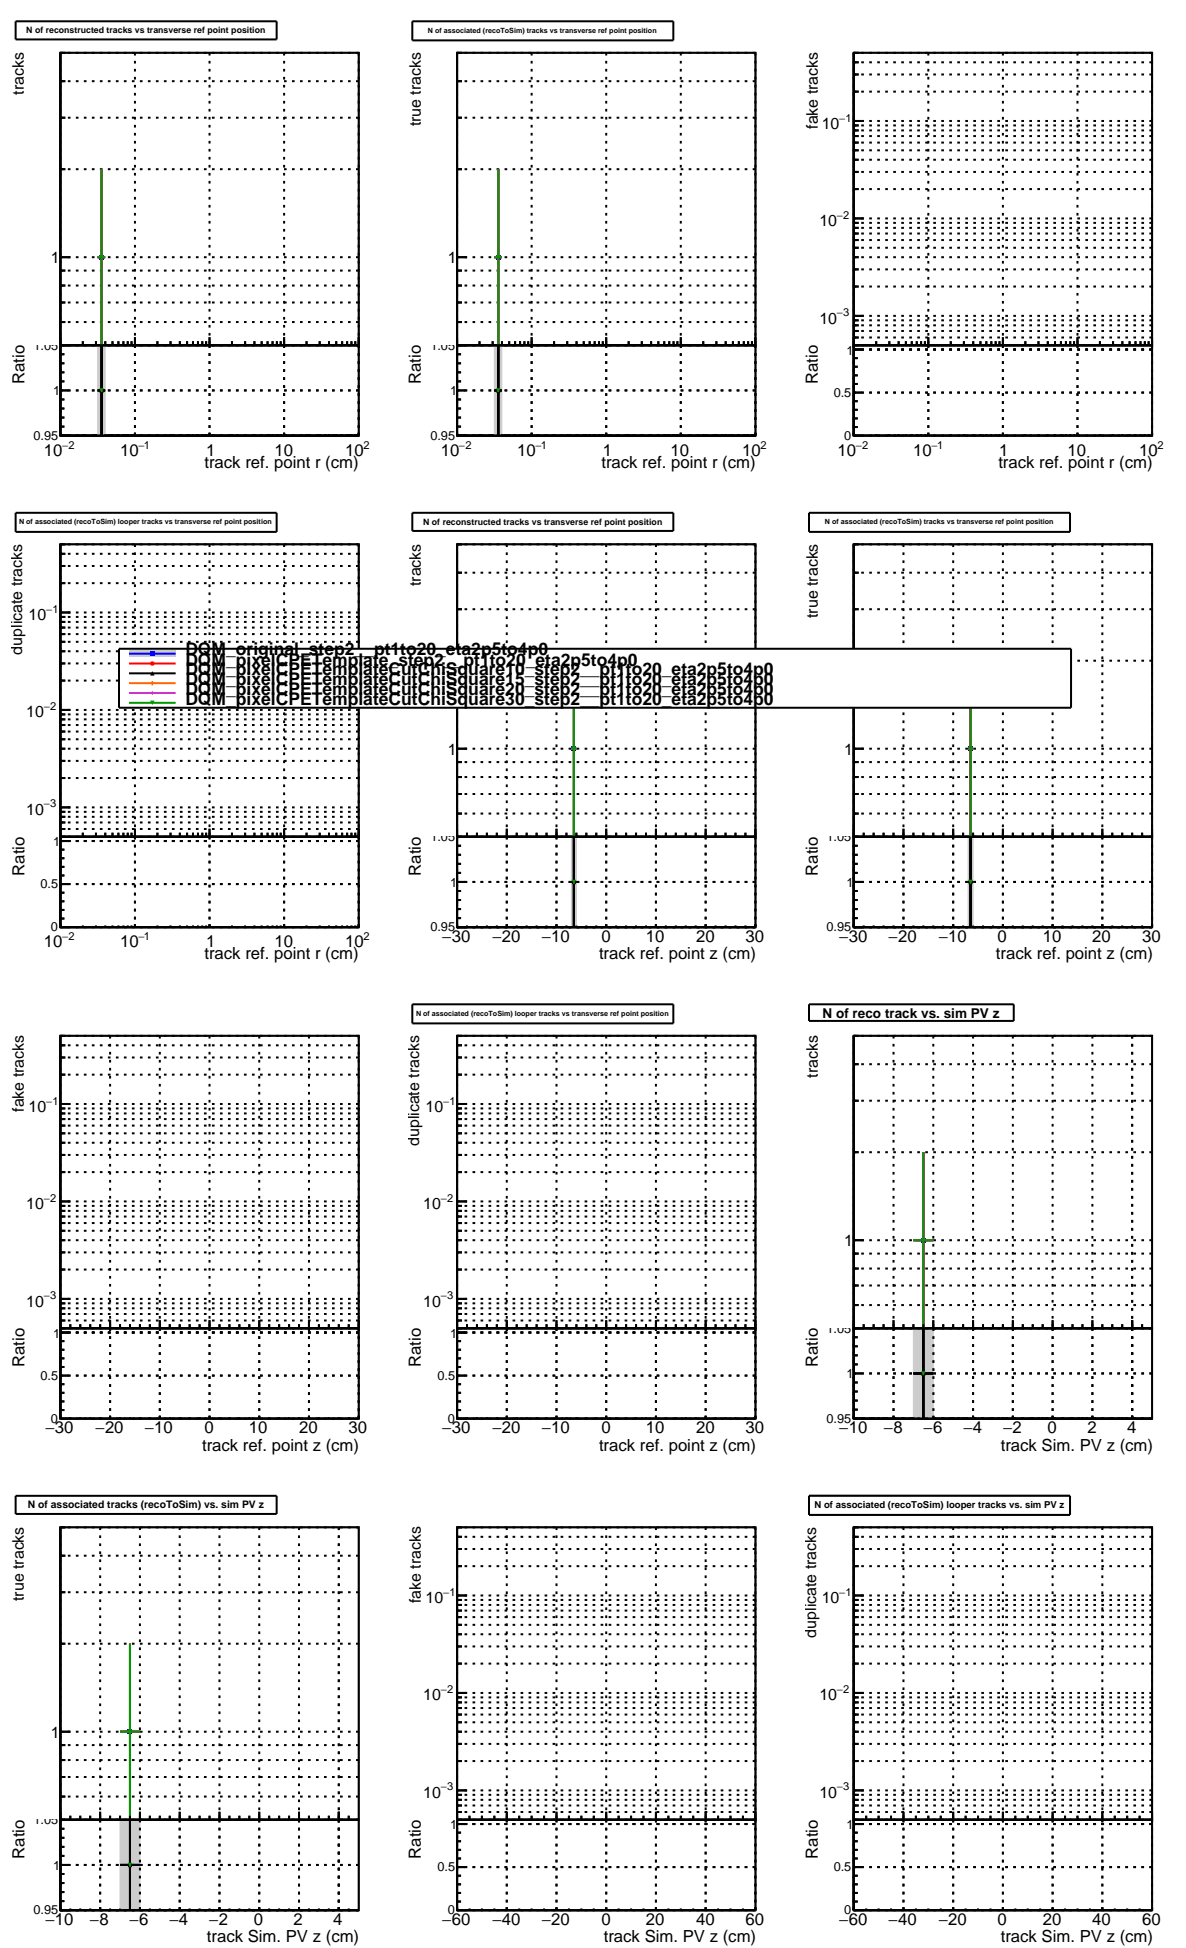 N of reconstructed tracks vs transverse ref point position
tracks
1
1.05
Ratio
1
0.95
10−2 10−1 1 10 102
track ref. point r (cm)
N of associated (recoToSim) tracks vs transverse ref point position
true tracks
1
1.05
Ratio
1
0.95
10−2 10−1 1 10 102
track ref. point r (cm)
fake tracks
10−1
10−2
10−3
Ratio
1
0.5
0
10−2 10−1 1 10 102
track ref. point r (cm)
N of associated (recoToSim) looper tracks vs transverse ref point position
duplicate tracks
10−1
10−2
10−3
Ratio
1
0.5
0
10−2 10−1 1 10 102
track ref. point r (cm)
N of reconstructed tracks vs transverse ref point position
tracks
1
1.05
Ratio
1
0.95
−30 −20 −10 0 10 20 30
track ref. point z (cm)
N of associated (recoToSim) tracks vs transverse ref point position
true tracks
1
1.05
Ratio
1
0.95
−30 −20 −10 0 10 20 30
track ref. point z (cm)
DQM_original_step2__pt1to20_eta2p5to4p0
DQM_pixelCPETemplate_step2__pt1to20_eta2p5to4p0
DQM_pixelCPETemplateCutChiSquare10_step2__pt1to20_eta2p5to4p0
DQM_pixelCPETemplateCutChiSquare15_step2__pt1to20_eta2p5to4p0
DQM_pixelCPETemplateCutChiSquare20_step2__pt1to20_eta2p5to4p0
DQM_pixelCPETemplateCutChiSquare30_step2__pt1to20_eta2p5to4p0
fake tracks
10−1
10−2
10−3
Ratio
1
0.5
0
−30 −20 −10 0 10 20 30
track ref. point z (cm)
N of associated (recoToSim) looper tracks vs transverse ref point position
duplicate tracks
10−1
10−2
10−3
Ratio
1
0.5
0
−30 −20 −10 0 10 20 30
track ref. point z (cm)
N of reco track vs. sim PV z
tracks
1
1.05
Ratio
1
0.95
−10 −8 −6 −4 −2 0 2 4
track Sim. PV z (cm)
N of associated tracks (recoToSim) vs. sim PV z
true tracks
1
1.05
Ratio
1
0.95
−10 −8 −6 −4 −2 0 2 4
track Sim. PV z (cm)
fake tracks
10−1
10−2
10−3
Ratio
1
0.5
0
−60 −40 −20 0 20 40 60
track Sim. PV z (cm)
N of associated (recoToSim) looper tracks vs. sim PV z
duplicate tracks
10−1
10−2
10−3
Ratio
1
0.5
0
−60 −40 −20 0 20 40 60
track Sim. PV z (cm)